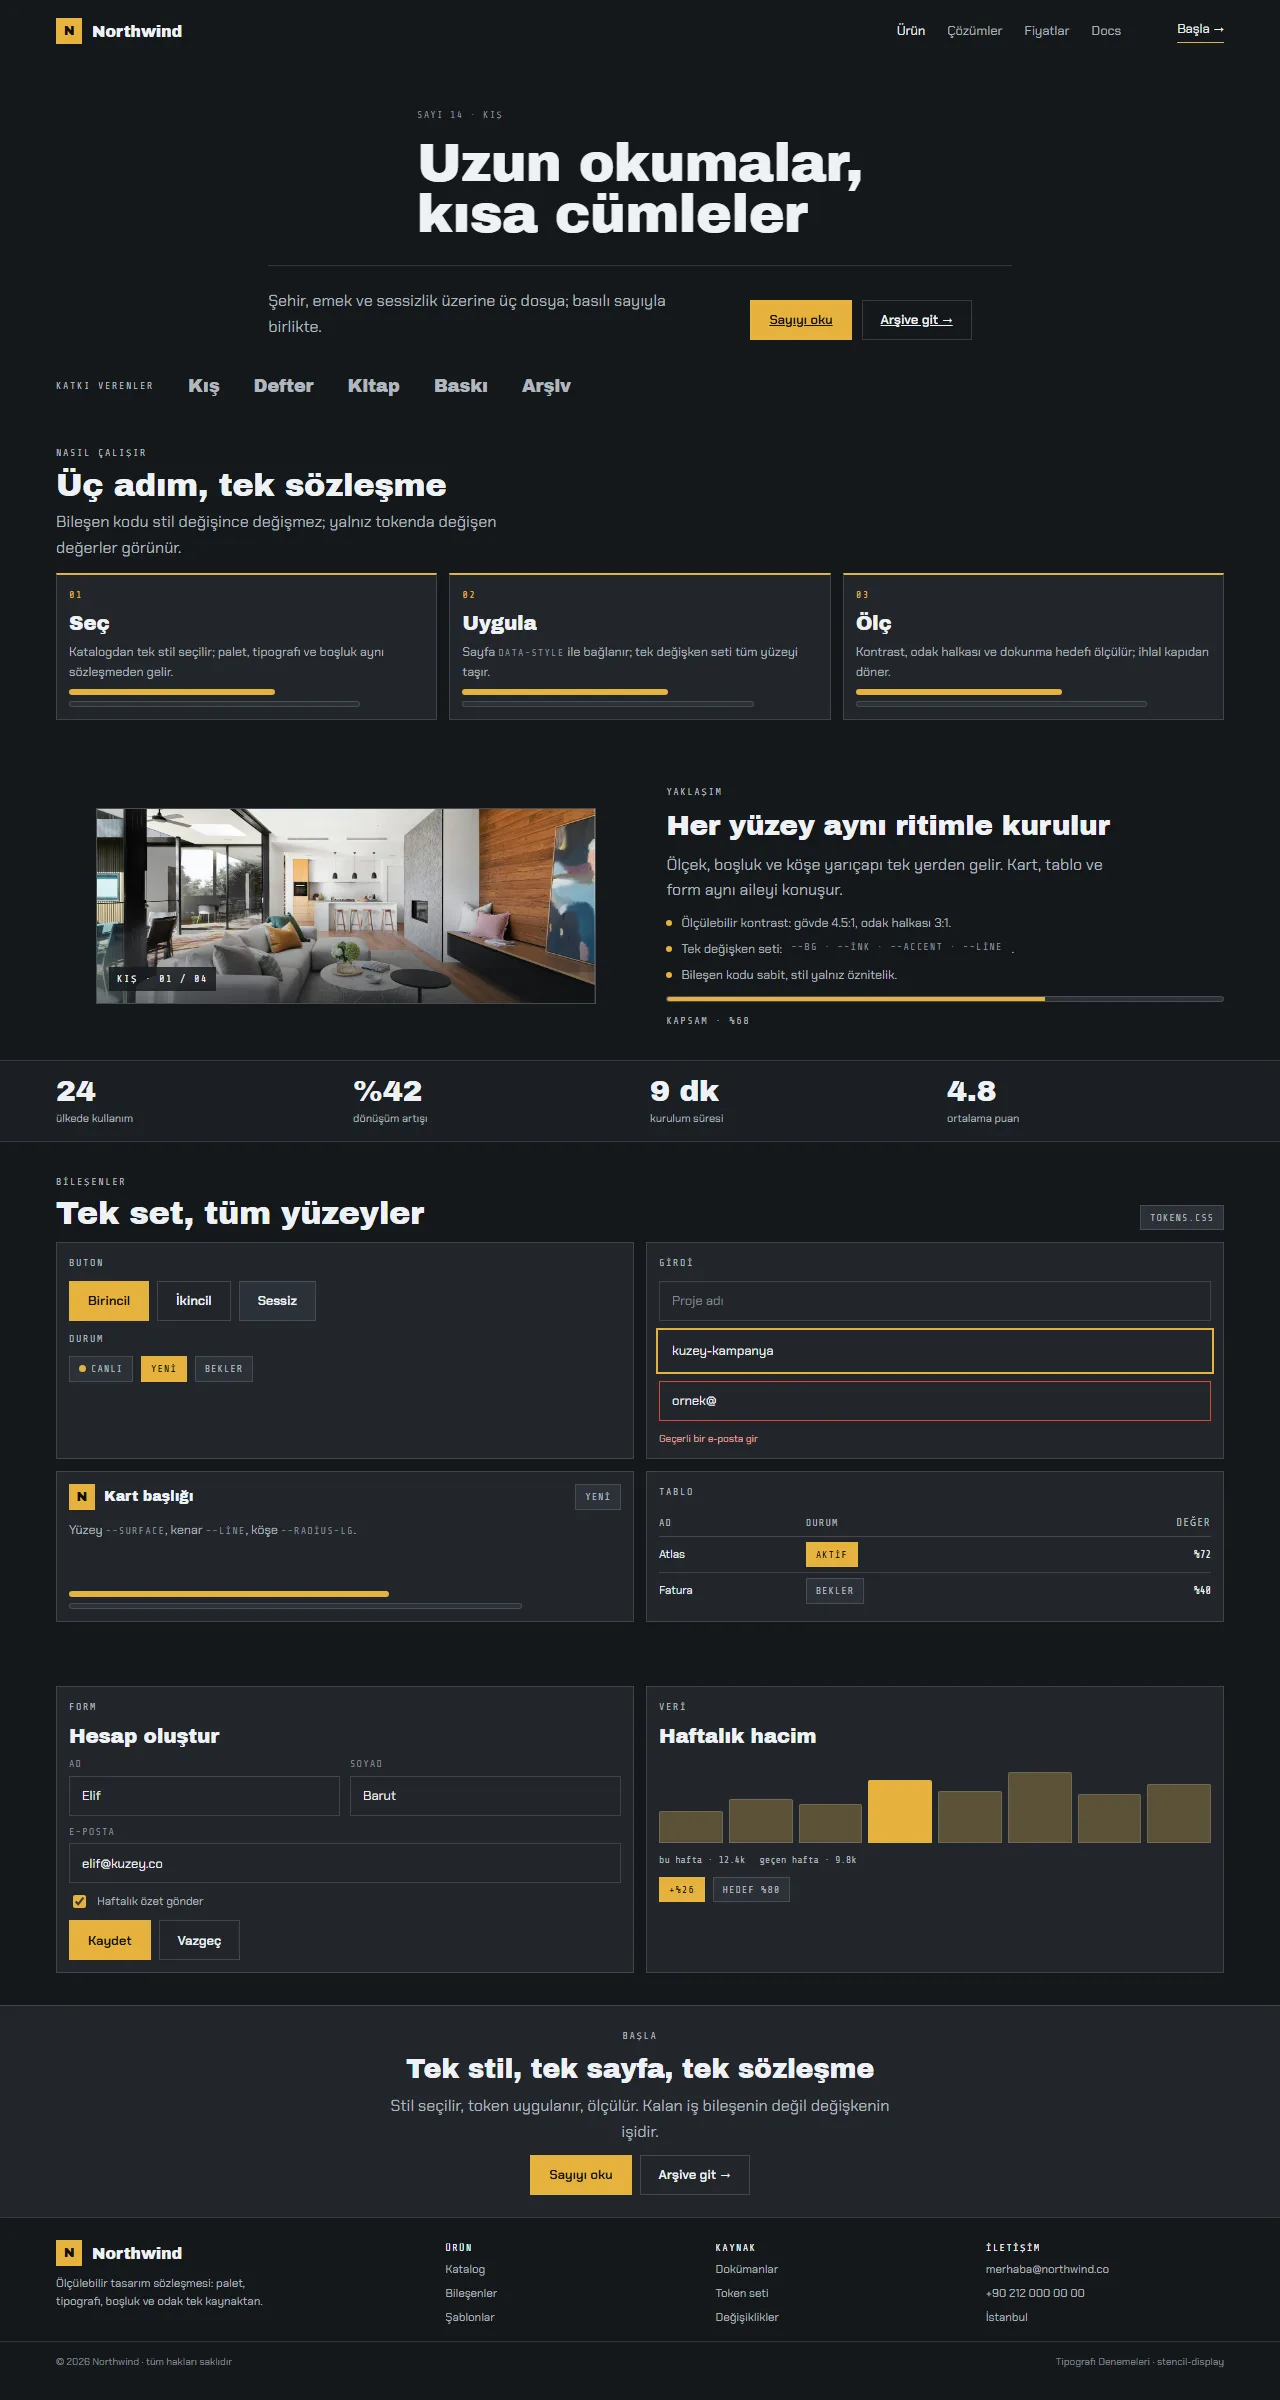 N Northwind
Ürün Çözümler Fiyatlar Docs Başla →
SAYI 14 · KIŞ
Uzun okumalar,
kısa cümleler
Şehir, emek ve sessizlik üzerine üç dosya; basılı sayıyla
birlikte.
Sayıyı oku Arşive git →
KATKI VERENLER Kış Defter Kitap Baskı Arşiv
NASIL ÇALIŞIR
Üç adım, tek sözleşme
Bileşen kodu stil değişince değişmez; yalnız tokenda değişen
değerler görünür.
01
Seç
Katalogdan tek stil seçilir; palet, tipografi ve boşluk aynı
sözleşmeden gelir.
02
Uygula
Sayfa DATA-STYLE ile bağlanır; tek değişken seti tüm yüzeyi
taşır.
03
Ölç
Kontrast, odak halkası ve dokunma hedefi ölçülür; ihlal kapıdan
döner.
KIŞ · 01 / 04
YAKLAŞIM
Her yüzey aynı ritimle kurulur
Ölçek, boşluk ve köşe yarıçapı tek yerden gelir. Kart, tablo ve
form aynı aileyi konuşur.
Ölçülebilir kontrast: gövde 4.5:1, odak halkası 3:1.
Tek değişken seti: --BG · --İNK · --ACCENT · --LİNE .
Bileşen kodu sabit, stil yalnız öznitelik.
KAPSAM · %68
24
ülkede kullanım
%42
dönüşüm artışı
9 dk
kurulum süresi
4.8
ortalama puan
BİLEŞENLER
Tek set, tüm yüzeyler
TOKENS.CSS
BUTON
Birincil İkincil Sessiz
DURUM
CANLI YENİ BEKLER
GİRDİ
Proje adı
kuzey-kampanya
ornek@
Geçerli bir e-posta gir
N Kart başlığı YENİ
Yüzey --SURFACE, kenar --LİNE, köşe --RADİUS-LG.
TABLO
AD DURUM DEĞER
Atlas AKTİF %72
Fatura BEKLER %40
FORM
Hesap oluştur
AD SOYAD
Elif Barut
E-POSTA
elif@kuzey.co
Haftalık özet gönder
Kaydet Vazgeç
VERİ
Haftalık hacim
bu hafta · 12.4k geçen hafta · 9.8k
+%26 HEDEF %80
BAŞLA
Tek stil, tek sayfa, tek sözleşme
Stil seçilir, token uygulanır, ölçülür. Kalan iş bileşenin değil değişkenin
işidir.
Sayıyı oku Arşive git →
N Northwind
Ölçülebilir tasarım sözleşmesi: palet,
tipografi, boşluk ve odak tek kaynaktan.
ÜRÜN
Katalog
Bileşenler
Şablonlar
KAYNAK
Dokümanlar
Token seti
Değişiklikler
İLETİŞİM
merhaba@northwind.co
+90 212 000 00 00
İstanbul
© 2026 Northwind · tüm hakları saklıdır
Tipografi Denemeleri · stencil-display